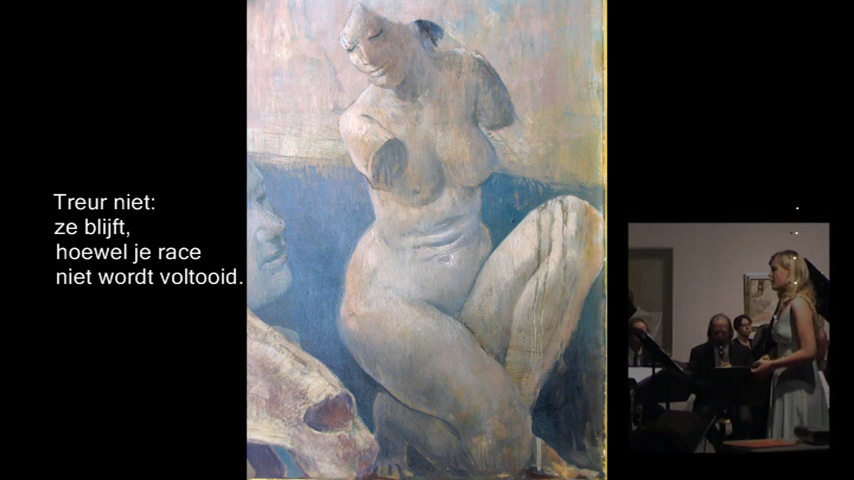 Treur niet:
ze blijft,
hoewel je race
niet wordt voltooid.